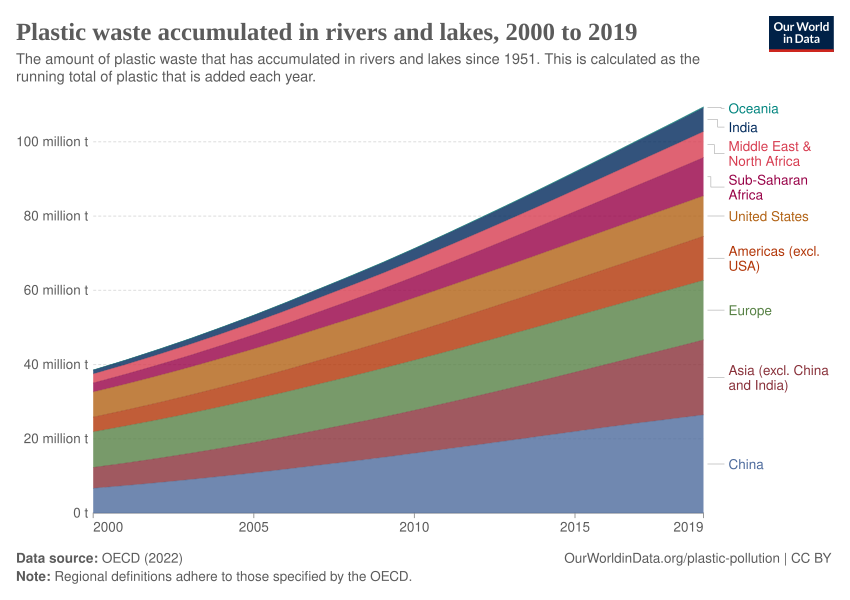 Plastic waste accumulated in rivers and lakes, 2000 to 2019
Our World
in Data
The amount of plastic waste that has accumulated in rivers and lakes since 1951. This is calculated as the
running total of plastic that is added each year.
100 million t
80 million t
60 million t
40 million t
20 million t
0 t
Oceania
India
Middle East &
North Africa
Sub-Saharan
Africa
United States
Americas (excl.
USA)
Europe
Asia (excl. China
and India)
China
2000
2005
2010
2015
2019
Data source: OECD (2022)
OurWorldinData.org/plastic-pollution | CC BY
Note: Regional definitions adhere to those specified by the OECD.